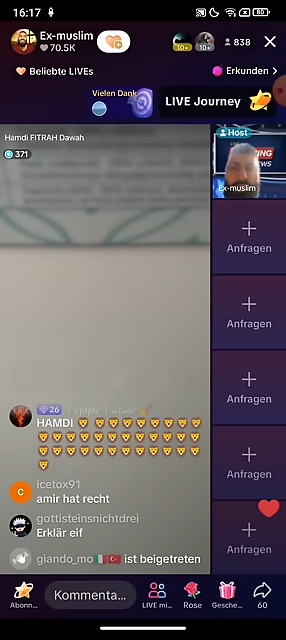 16:17
80
Ex-muslim
70.5K
10+
10+
838
Beliebte LIVEs
Erkunden
Vielen Dank
LIVE Journey
Hamdi FITRAH Dawah
371
Host
NEWS
Ex-muslim
Anfragen
Anfragen
Anfragen
Anfragen
Anfragen
26
HAMDI
icetox91
C
amir hat recht
gottisteinsnichtdrei
Erklär eif
giando_mo ist beigetreten
Abonn...
Kommenta...
LIVE mi...
Rose
Gesche...
60